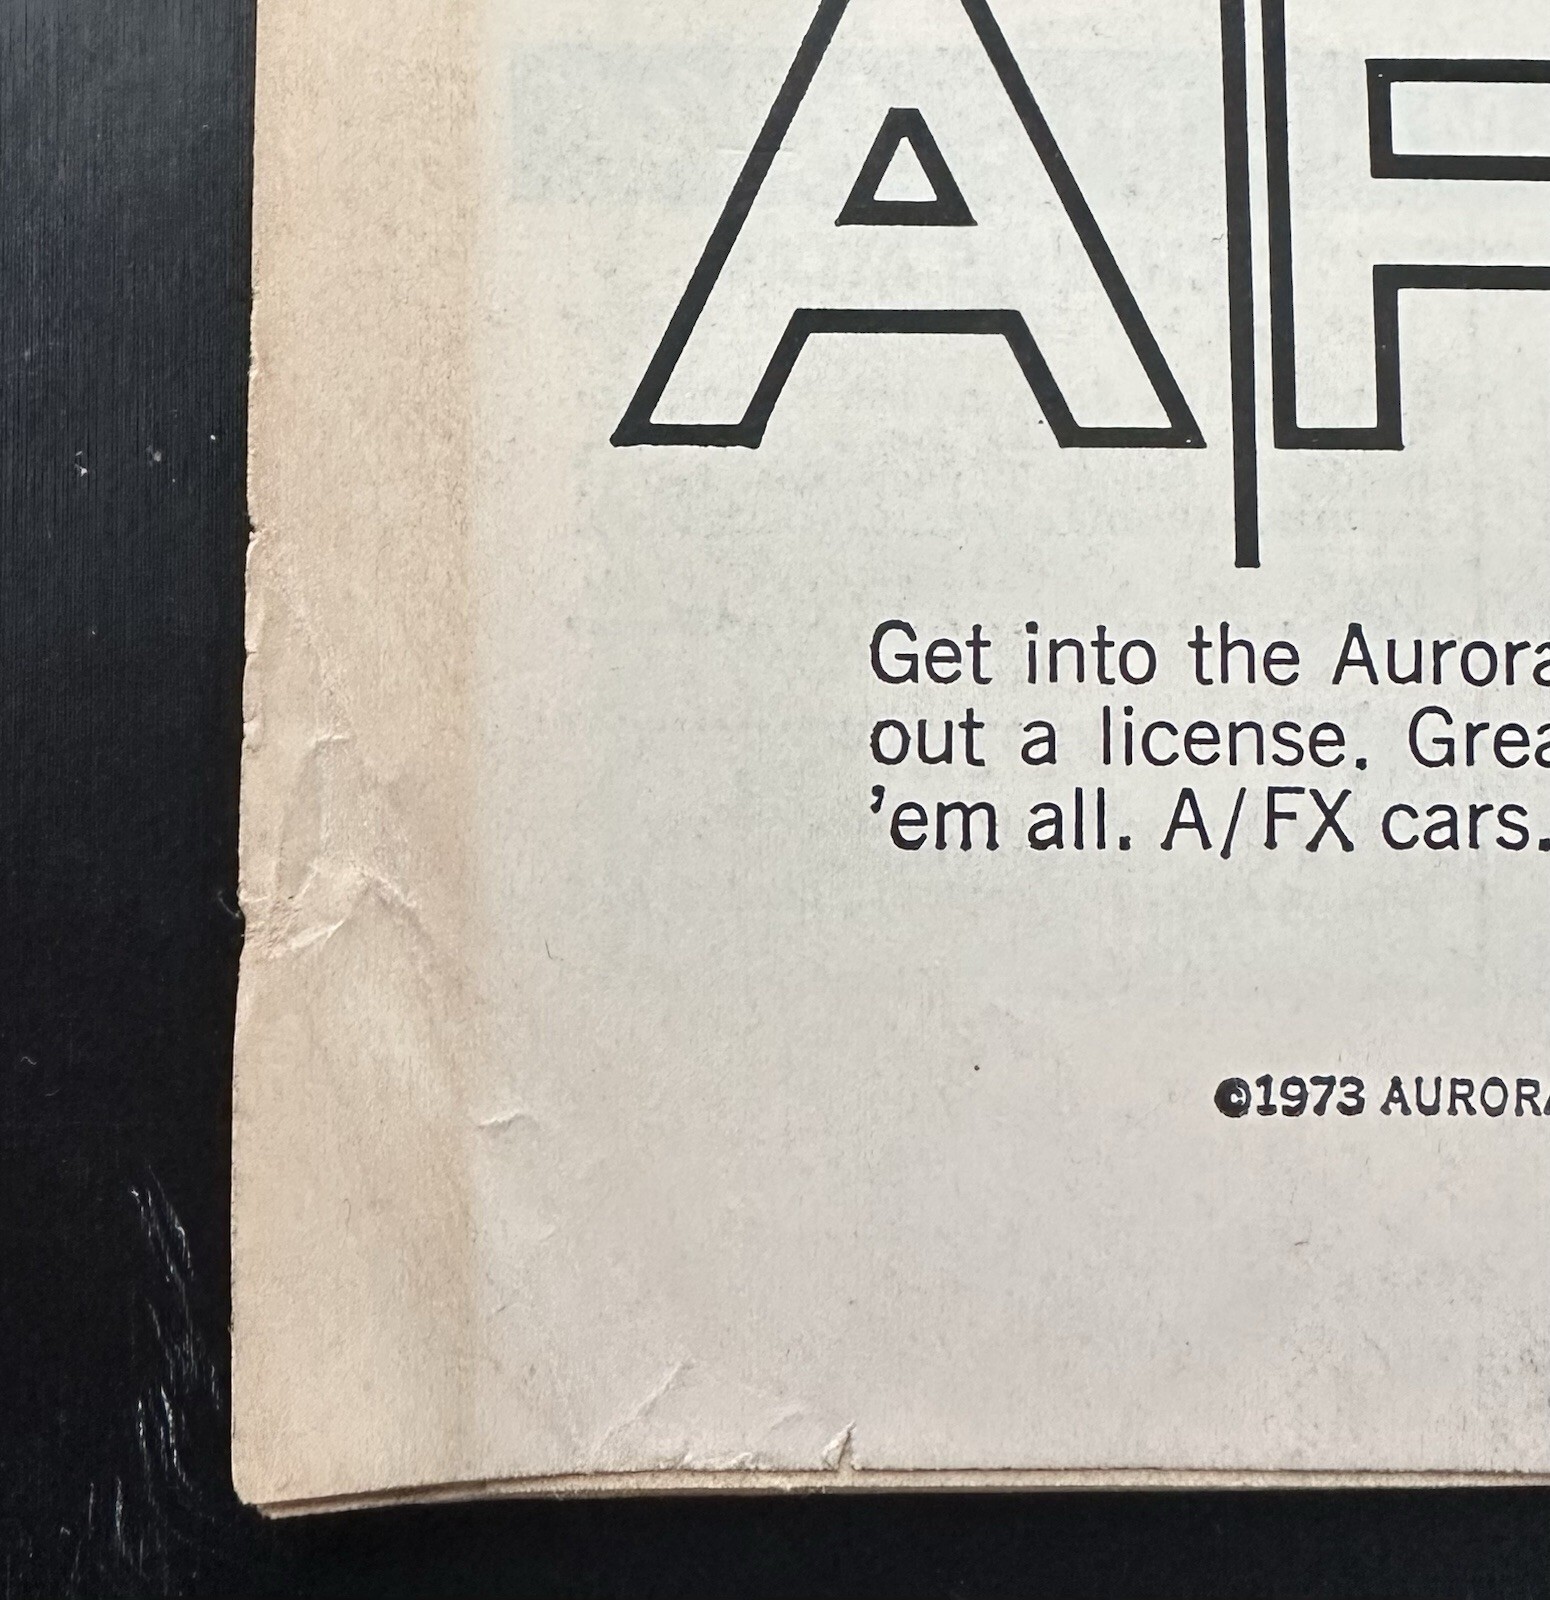 A/F
Get into the Aurora
out a license. Grea
'em all. A/FX cars.
©1973 AURORA